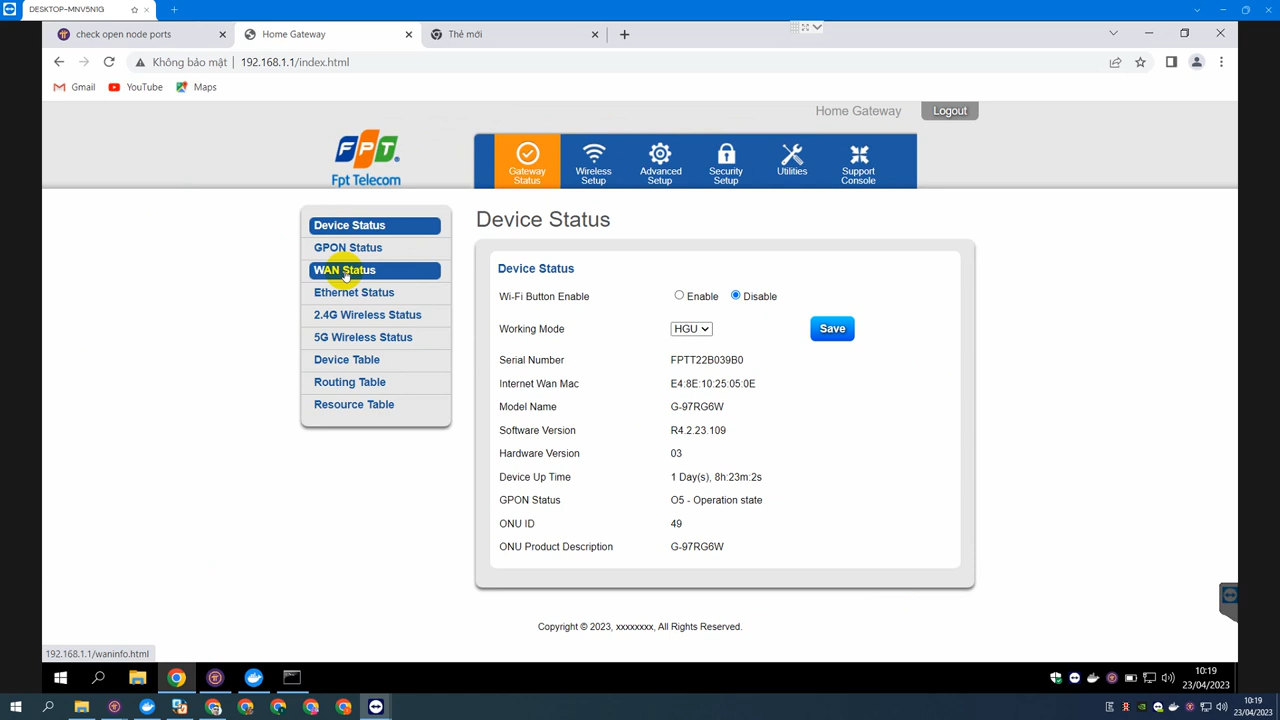 DESKTOP-MNV5NIG
check open node ports
Home Gateway
Thẻ mới
Không bảo mật
192.168.1.1/index.html
Gmail
YouTube
Maps
Home Gateway
Logout
FPT
Fpt Telecom
Gateway Status
Wireless Setup
Advanced Setup
Security Setup
Utilities
Support Console
Device Status
GPON Status
WAN Status
Ethernet Status
2.4G Wireless Status
5G Wireless Status
Device Table
Routing Table
Resource Table
Device Status
Device Status
Wi-Fi Button Enable Enable Disable
Working Mode HGU Save
Serial Number FPTT22B039B0
Internet Wan Mac E4:8E:10:25:05:0E
Model Name G-97RG6W
Software Version R4.2.23.109
Hardware Version 03
Device Up Time 1 Day(s), 8h:23m:2s
GPON Status O5 - Operation state
ONU ID 49
ONU Product Description G-97RG6W
Copyright © 2023, xxxxxxxx, All Rights Reserved.
192.168.1.1/waninfo.html
10:19
23/04/2023
10:19
23/04/2023